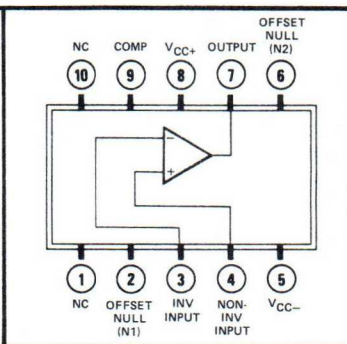 OFFSET
NULL
(N2)
NC COMP VCC+ OUTPUT
10 9 8 7 6
−
+
1 2 3 4 5
NC OFFSET
NULL
(N1) INV
INPUT NON-
INV
INPUT VCC−